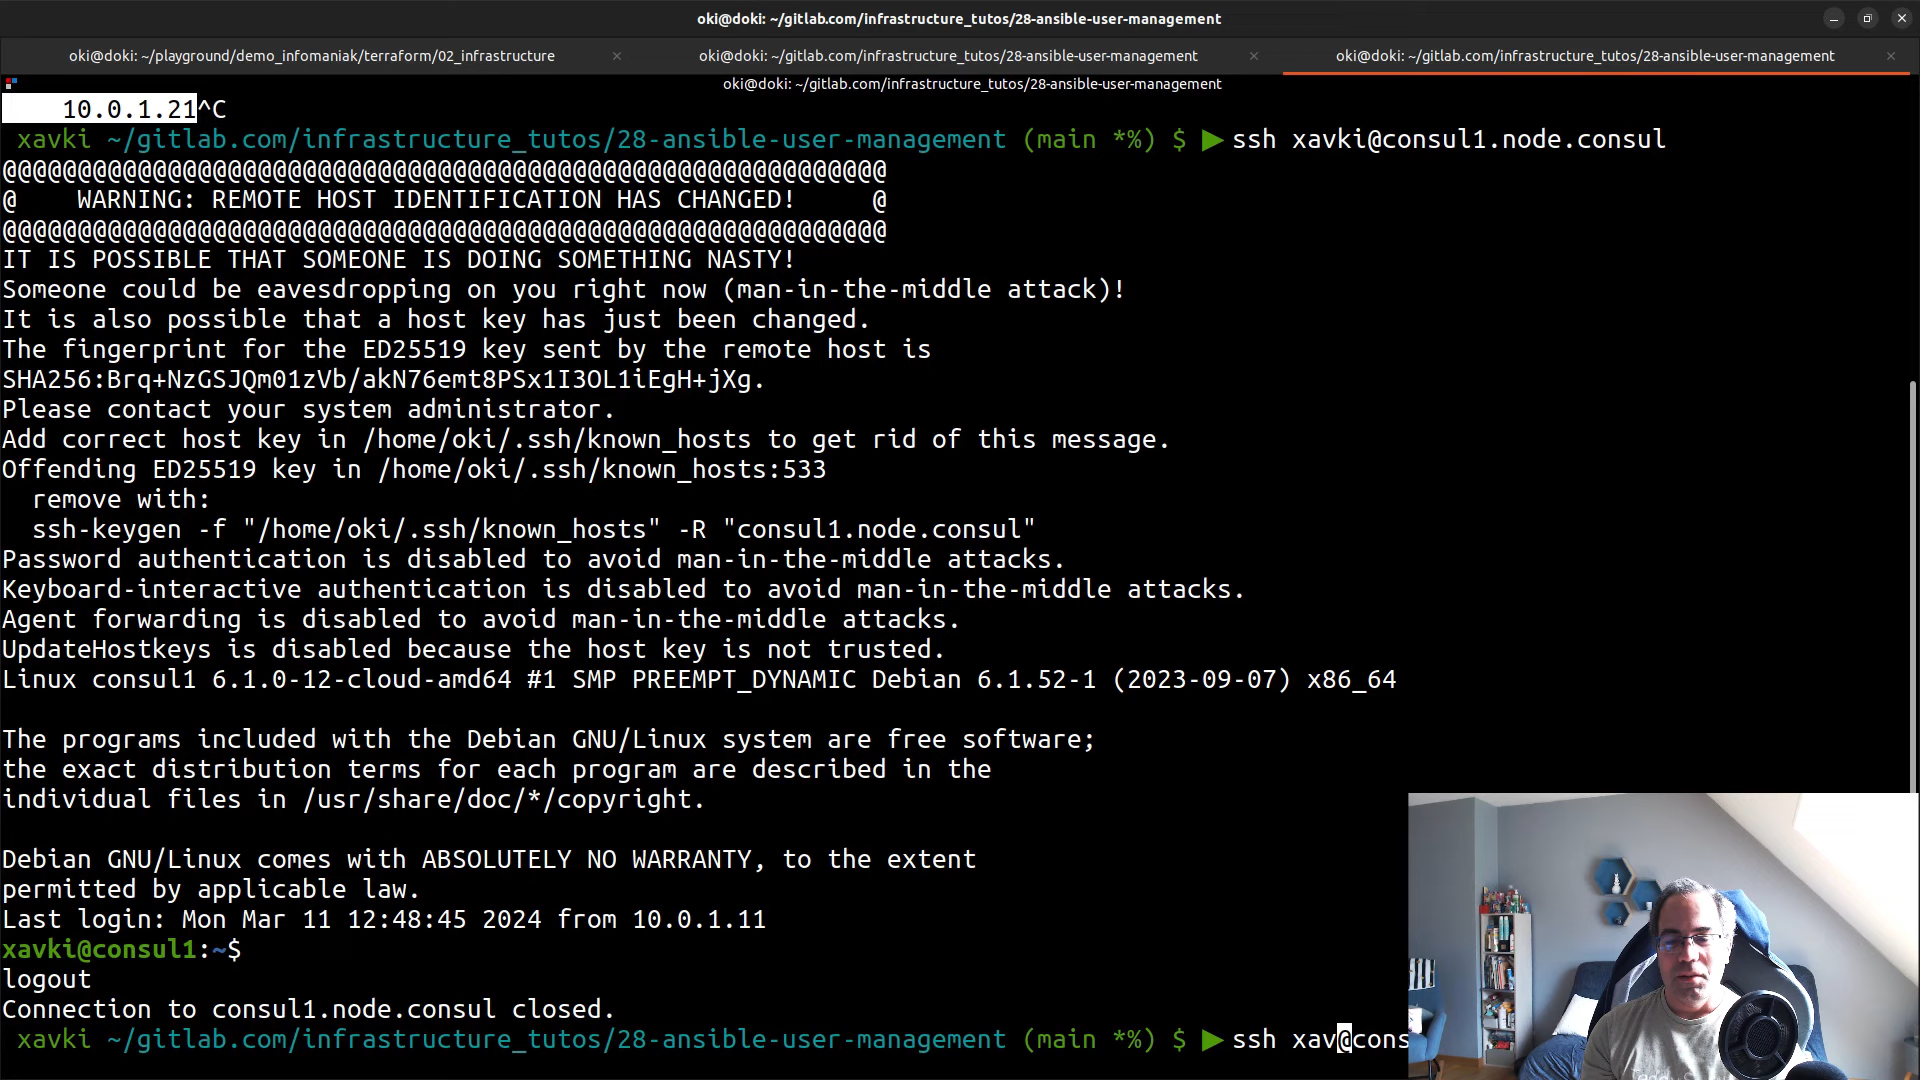 oki@doki: ~/gitlab.com/infrastructure_tutos/28-ansible-user-management
oki@doki: ~/playground/demo_infomaniak/terraform/02_infrastructure × oki@doki: ~/gitlab.com/infrastructure_tutos/28-ansible-user-management × oki@doki: ~/gitlab.com/infrastructure_tutos/28-ansible-user-management ×
oki@doki: ~/gitlab.com/infrastructure_tutos/28-ansible-user-management
10.0.1.21^C
xavki ~/gitlab.com/infrastructure_tutos/28-ansible-user-management (main *%) $ ▶ssh xavki@consul1.node.consul
@@@@@@@@@@@@@@@@@@@@@@@@@@@@@@@@@@@@@@@@@@@@@@@@@@@@@@@@@@@
@    WARNING: REMOTE HOST IDENTIFICATION HAS CHANGED!     @
@@@@@@@@@@@@@@@@@@@@@@@@@@@@@@@@@@@@@@@@@@@@@@@@@@@@@@@@@@@
IT IS POSSIBLE THAT SOMEONE IS DOING SOMETHING NASTY!
Someone could be eavesdropping on you right now (man-in-the-middle attack)!
It is also possible that a host key has just been changed.
The fingerprint for the ED25519 key sent by the remote host is
SHA256:Brq+NzGSJQm01zVb/akN76emt8PSx1I3OL1iEgH+jXg.
Please contact your system administrator.
Add correct host key in /home/oki/.ssh/known_hosts to get rid of this message.
Offending ED25519 key in /home/oki/.ssh/known_hosts:533
  remove with:
  ssh-keygen -f "/home/oki/.ssh/known_hosts" -R "consul1.node.consul"
Password authentication is disabled to avoid man-in-the-middle attacks.
Keyboard-interactive authentication is disabled to avoid man-in-the-middle attacks.
Agent forwarding is disabled to avoid man-in-the-middle attacks.
UpdateHostkeys is disabled because the host key is not trusted.
Linux consul1 6.1.0-12-cloud-amd64 #1 SMP PREEMPT_DYNAMIC Debian 6.1.52-1 (2023-09-07) x86_64
The programs included with the Debian GNU/Linux system are free software;
the exact distribution terms for each program are described in the
individual files in /usr/share/doc/*/copyright.
Debian GNU/Linux comes with ABSOLUTELY NO WARRANTY, to the extent
permitted by applicable law.
Last login: Mon Mar 11 12:48:45 2024 from 10.0.1.11
xavki@consul1:~$
logout
Connection to consul1.node.consul closed.
xavki ~/gitlab.com/infrastructure_tutos/28-ansible-user-management (main *%) $ ▶ssh xav@cons